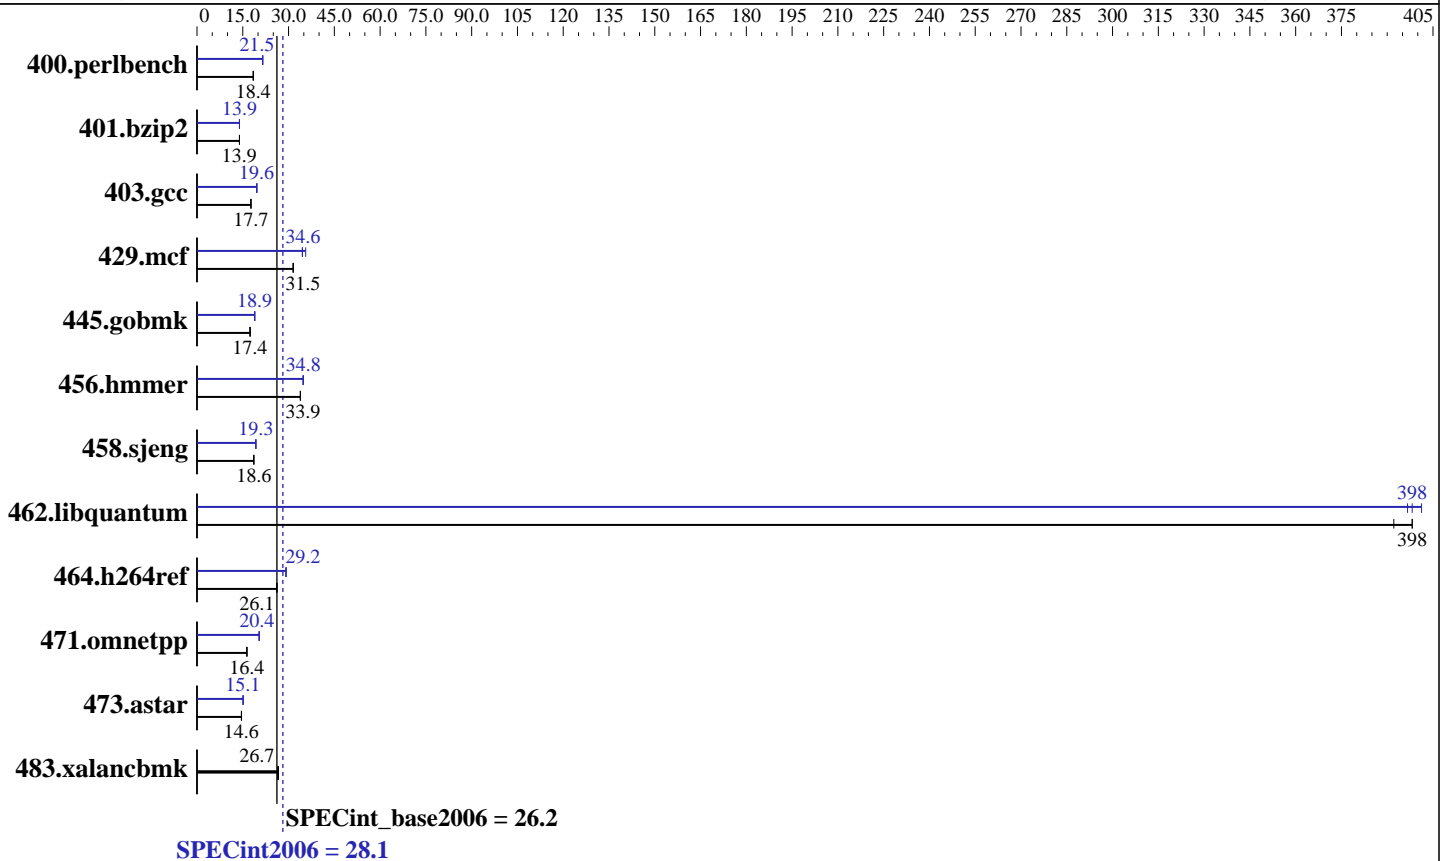 0 15.0 30.0 45.0 60.0 75.0 90.0 105 120 135 150 165 180 195 210 225 240 255 270 285 300 315 330 345 360 375 405
21.5
400.perlbench
18.4
13.9
401.bzip2
13.9
19.6
403.gcc
17.7
34.6
429.mcf
31.5
18.9
445.gobmk
17.4
34.8
456.hmmer
33.9
19.3
458.sjeng
18.6
398
462.libquantum
398
29.2
464.h264ref
26.1
20.4
471.omnetpp
16.4
15.1
473.astar
14.6
26.7
483.xalancbmk
SPECint_base2006 = 26.2
SPECint2006 = 28.1